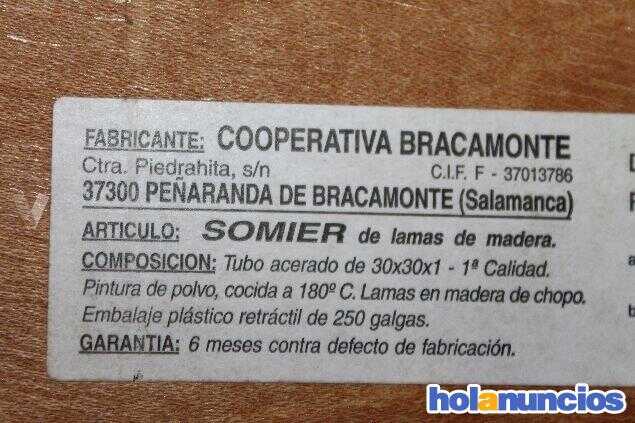 FABRICANTE: COOPERATIVA BRACAMONTE
Ctra. Piedrahita, s/n C.I.F. F - 37013786
37300 PEÑARANDA DE BRACAMONTE (Salamanca)
ARTICULO: SOMIER de lamas de madera.
COMPOSICION: Tubo acerado de 30x30x1 - 1ª Calidad.
Pintura de polvo, cocida a 180º C. Lamas en madera de chopo.
Embalaje plástico retráctil de 250 galgas.
GARANTIA: 6 meses contra defecto de fabricación.
holanuncios